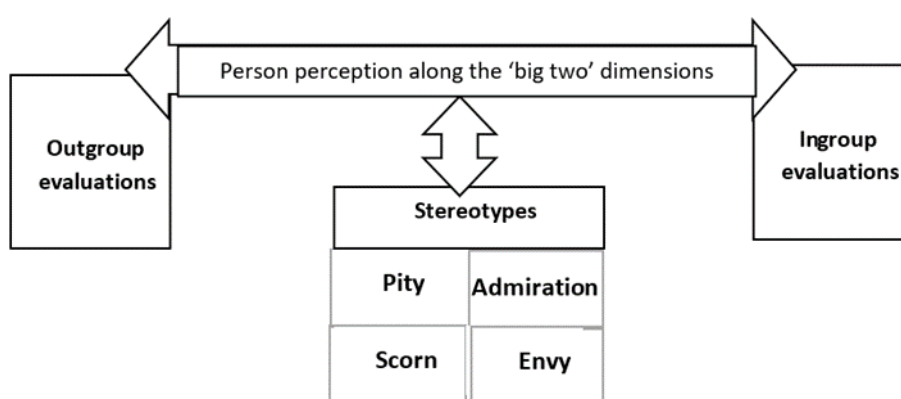 Person perception along the ‘big two’ dimensions
Outgroup
evaluations
Ingroup
evaluations
Stereotypes
Pity
Admiration
Scorn
Envy